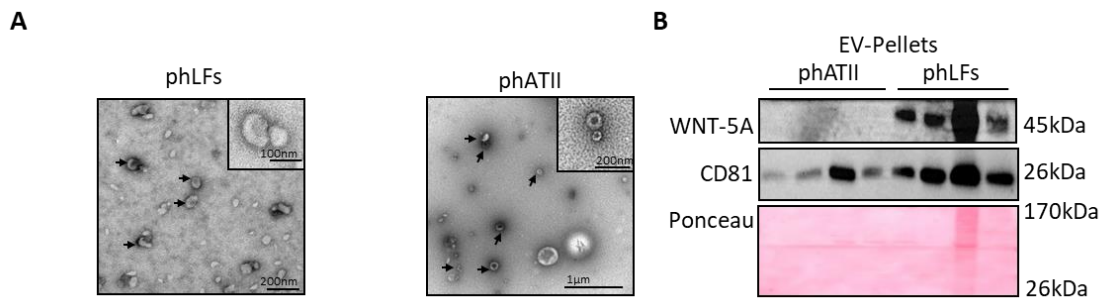 A
phLFs
100nm
200nm
phATII
200nm
1µm
B
EV-Pellets
phATII phLFs
WNT-5A 45kDa
CD81 26kDa
Ponceau 170kDa
26kDa